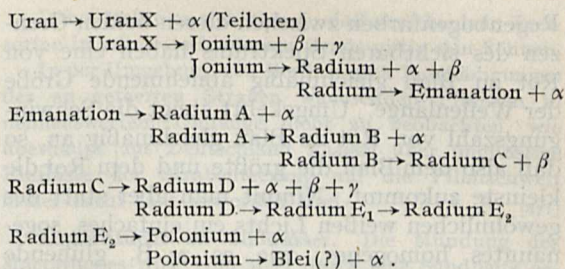 Uran → UranX + α (Teilchen)
UranX → Jonium + β + γ
Jonium → Radium + α + β
Radium → Emanation + α
Emanation → Radium A + α
Radium A → Radium B + α
Radium B → Radium C + β
Radium C → Radium D + α + β + γ
Radium D → Radium E₁ → Radium E₂
Radium E₂ → Polonium + α
Polonium → Blei (?) + α .